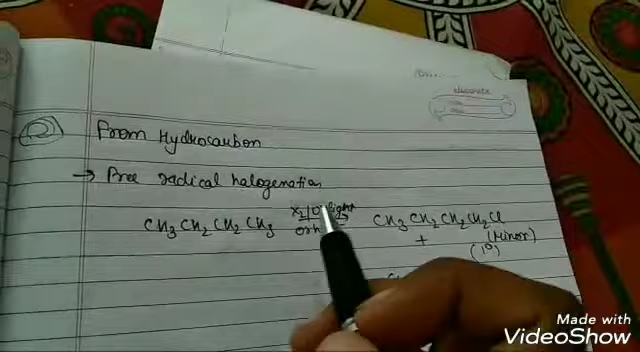 ② From Hydrocarbon
→ Free radical halogenation
CH₃ CH₂ CH₂ CH₃ CH₃ CH₂ CH₂ CH₂ Cl
+ (Minor)
(1°)
Made with
VideoShow